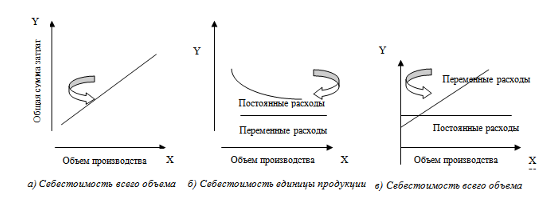 Y
Общая сумма затрат
Объем производства
X
а) Себестоимость всего объема
Y
Постоянные расходы
Переменные расходы
Объем производства
X
б) Себестоимость единицы продукции
Y
Переменные расходы
Постоянные расходы
Объем производства
X
в) Себестоимость всего объема